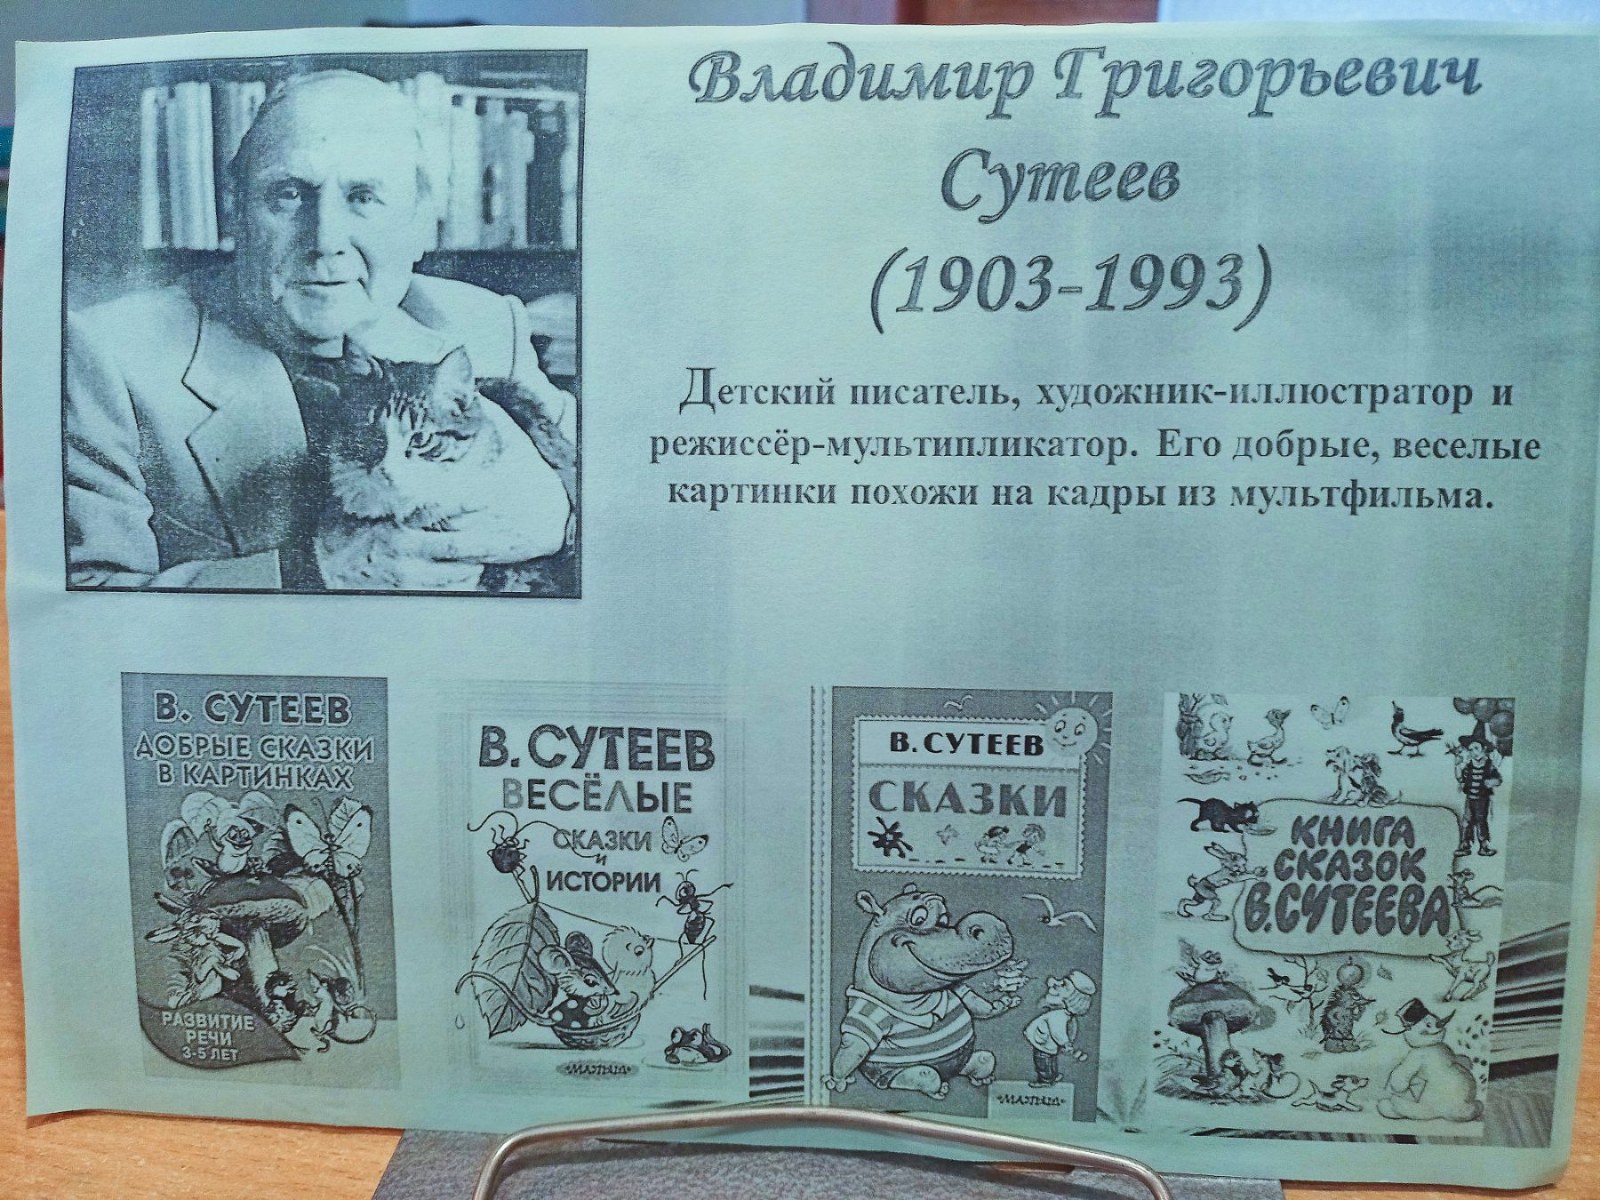 Владимир Григорьевич
Сутеев
(1903-1993)
Детский писатель, художник-иллюстратор и
режиссёр-мультипликатор. Его добрые, веселые
картинки похожи на кадры из мультфильма.
В. СУТЕЕВ
ДОБРЫЕ СКАЗКИ
В КАРТИНКАХ
РАЗВИТИЕ
РЕЧИ
3-5 ЛЕТ
В. СУТЕЕВ
ВЕСЁЛЫЕ
СКАЗКИ
И
ИСТОРИИ
«МАЛЫШ»
В. СУТЕЕВ
СКАЗКИ
«МАЛЫШ»
КНИГА
СКАЗОК
В. СУТЕЕВА